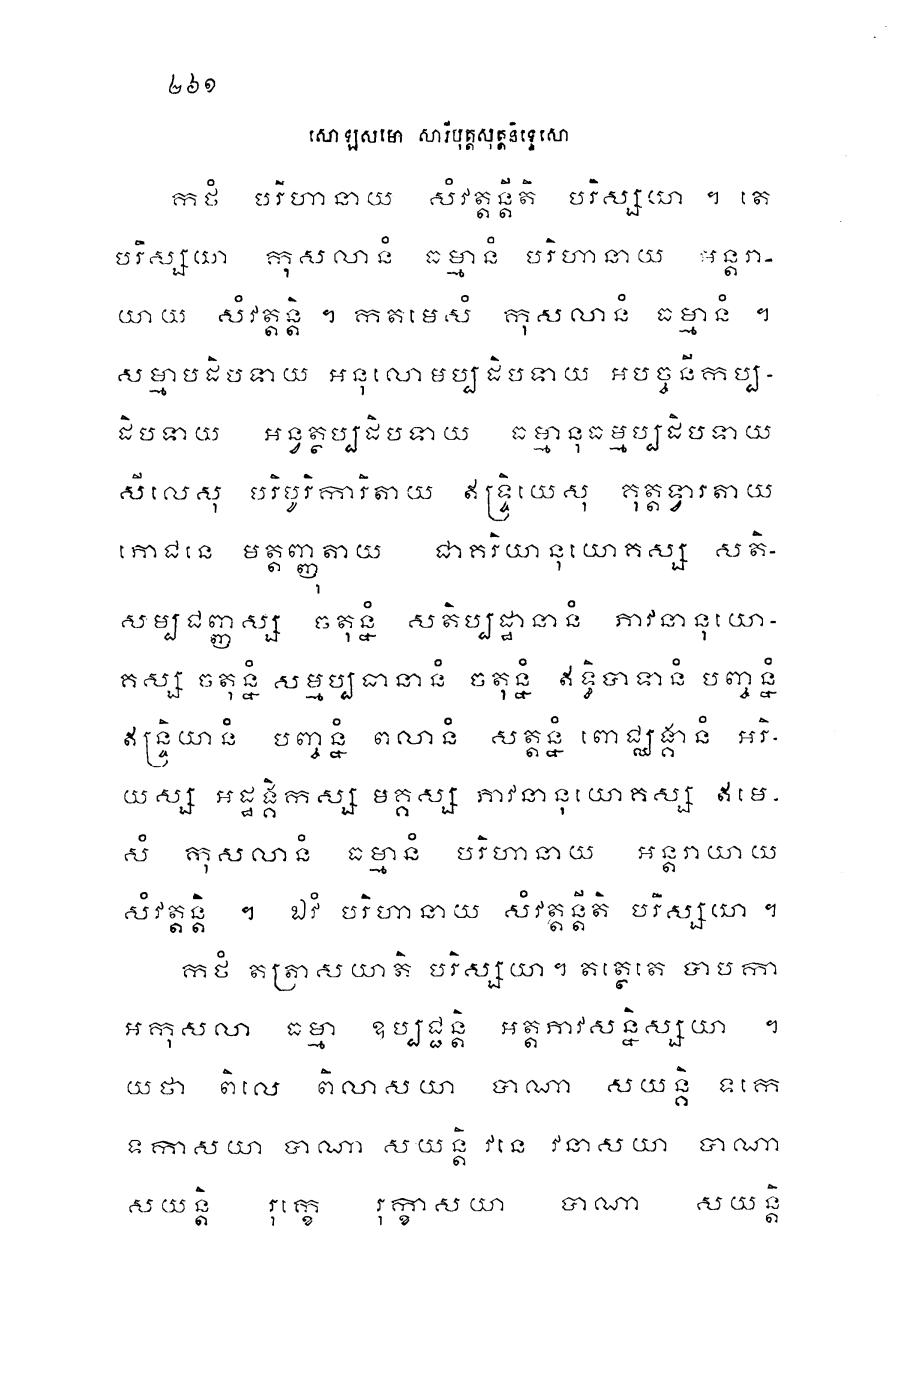 ២៦១
សោឡសមោ សារីបុត្តសុត្តនិទ្ទេសោ
កថំ បរិហានាយ សំវត្តន្តីតិ បរិស្សយា ។ តេ
បរិស្សយា កុសលានំ ធម្មានំ បរិហានាយ អន្តរា-
យាយ សំវត្តន្តិ ។ កតមេសំ កុសលានំ ធម្មានំ ។
សម្មាបដិបទាយ អនុលោមប្បដិបទាយ អបច្ចនីកប្ប-
ដិបទាយ អន្វត្ថប្បដិបទាយ ធម្មានុធម្មប្បដិបទាយ
សីលេសុ បរិបូរិការិតាយ ឥន្ទ្រិយេសុ គុត្តទ្វារតាយ
ភោជនេ មត្តញ្ញុតាយ ជាគរិយានុយោគស្ស សតិ-
សម្បជញ្ញស្ស ចតុន្នំ សតិប្បដ្ឋានានំ ភាវនានុយោ-
គស្ស ចតុន្នំ សម្មប្បធានានំ ចតុន្នំ ឥទ្ធិបាទានំ បញ្ចន្នំ
ឥន្ទ្រិយានំ បញ្ចន្នំ ពលានំ សត្តន្នំ ពោជ្ឈង្គានំ អរិ-
យស្ស អដ្ឋង្គិកស្ស មគ្គស្ស ភាវនានុយោគស្ស ឥមេ-
សំ កុសលានំ ធម្មានំ បរិហានាយ អន្តរាយាយ
សំវត្តន្តិ ។ ឯវំ បរិហានាយ សំវត្តន្តីតិ បរិស្សយា ។
កថំ តត្រាសយាតិ បរិស្សយា ។ តត្ថេតេ បាបកា
អកុសលា ធម្មា ឧប្បជ្ជន្តិ អត្តភាវសន្និស្សយា ។
យថា ពិលេ ពិលាសយា បាណា សយន្តិ ទកេ
ទកាសយា បាណា សយន្តិ វនេ វនាសយា បាណា
សយន្តិ រុក្ខេ រុក្ខាសយា បាណា សយន្តិ